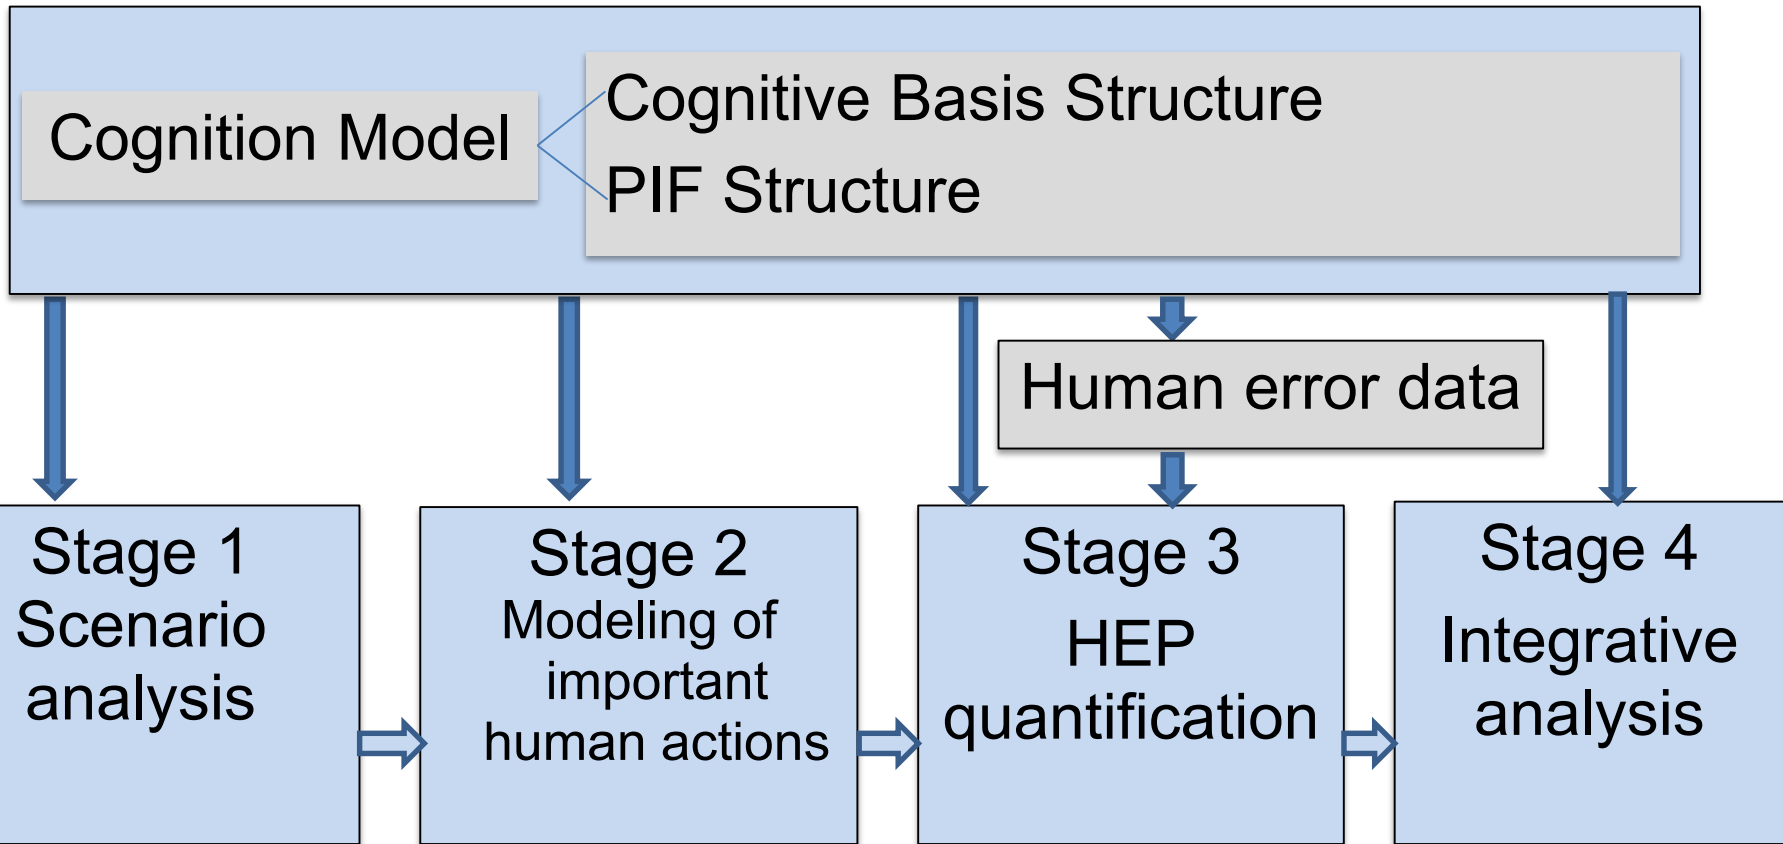 Cognition Model
Cognitive Basis Structure
PIF Structure
Human error data
Stage 1
Scenario
analysis
Stage 2
Modeling of
important
human actions
Stage 3
HEP
quantification
Stage 4
Integrative
analysis